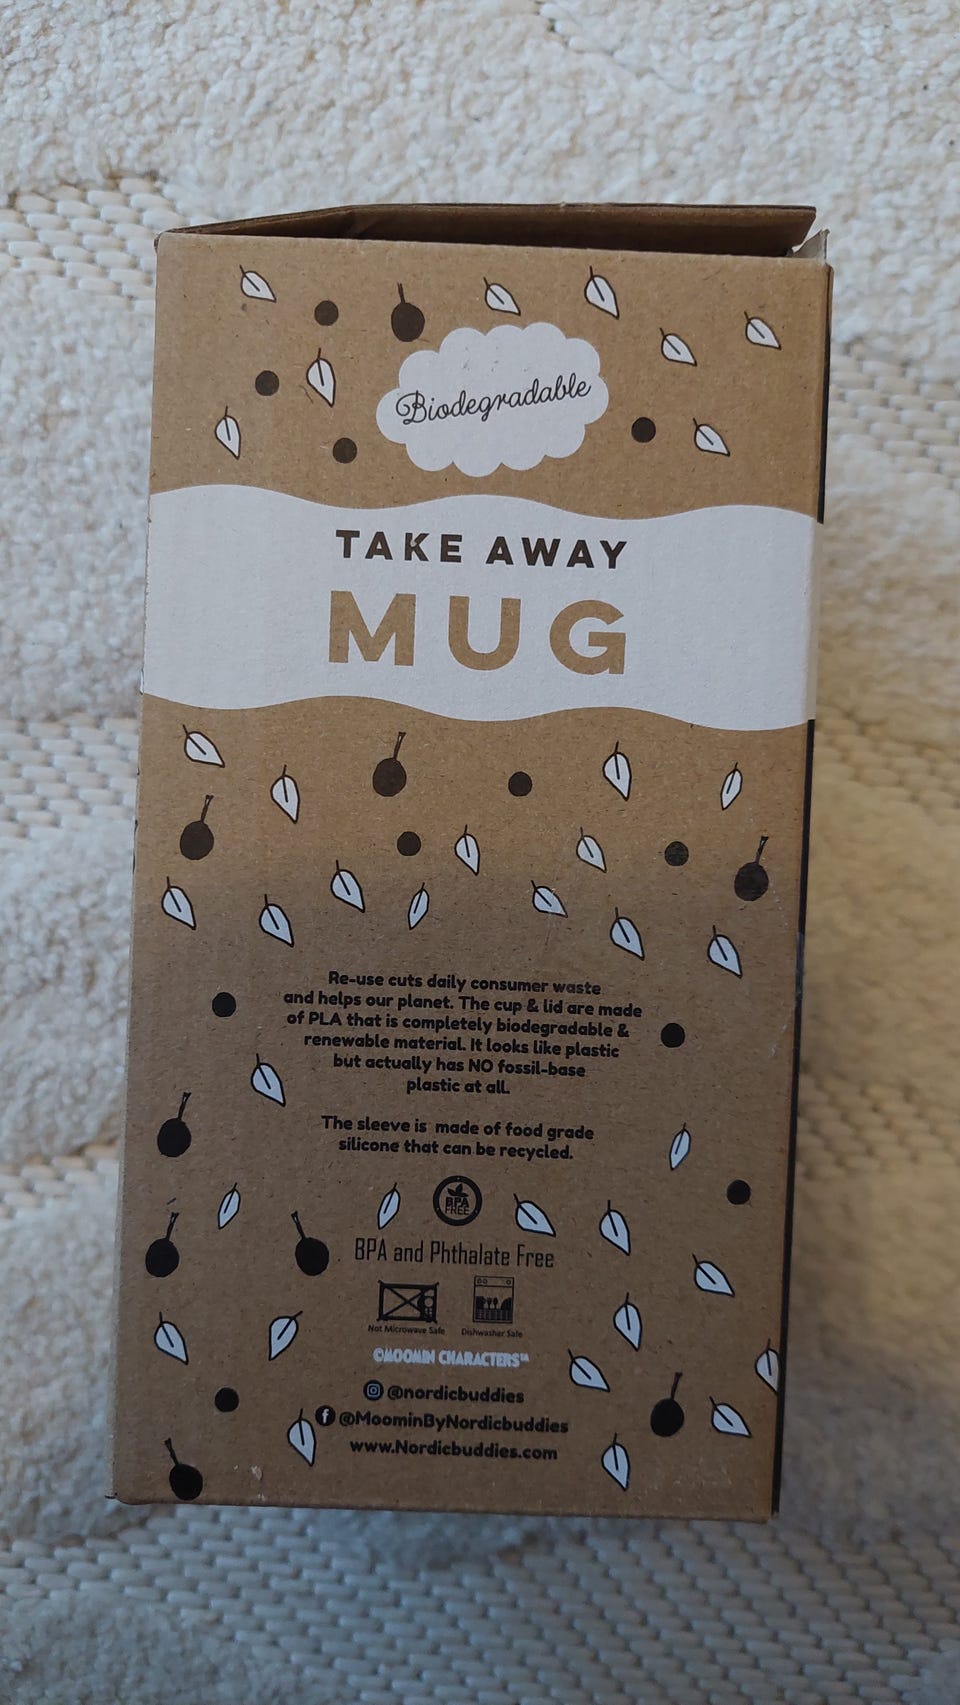 Biodegradable
TAKE AWAY
MUG
Re-use cuts daily consumer waste
and helps our planet. The cup & lid are made
of PLA that is completely biodegradable &
renewable material. It looks like plastic
but actually has NO fossil-base
plastic at all.
The sleeve is made of food grade
silicone that can be recycled.
BPA
FREE
BPA and Phthalate Free
Not Microwave Safe Dishwasher Safe
©MOOMIN CHARACTERS™
@nordicbuddies
@MoominByNordicbuddies
www.Nordicbuddies.com